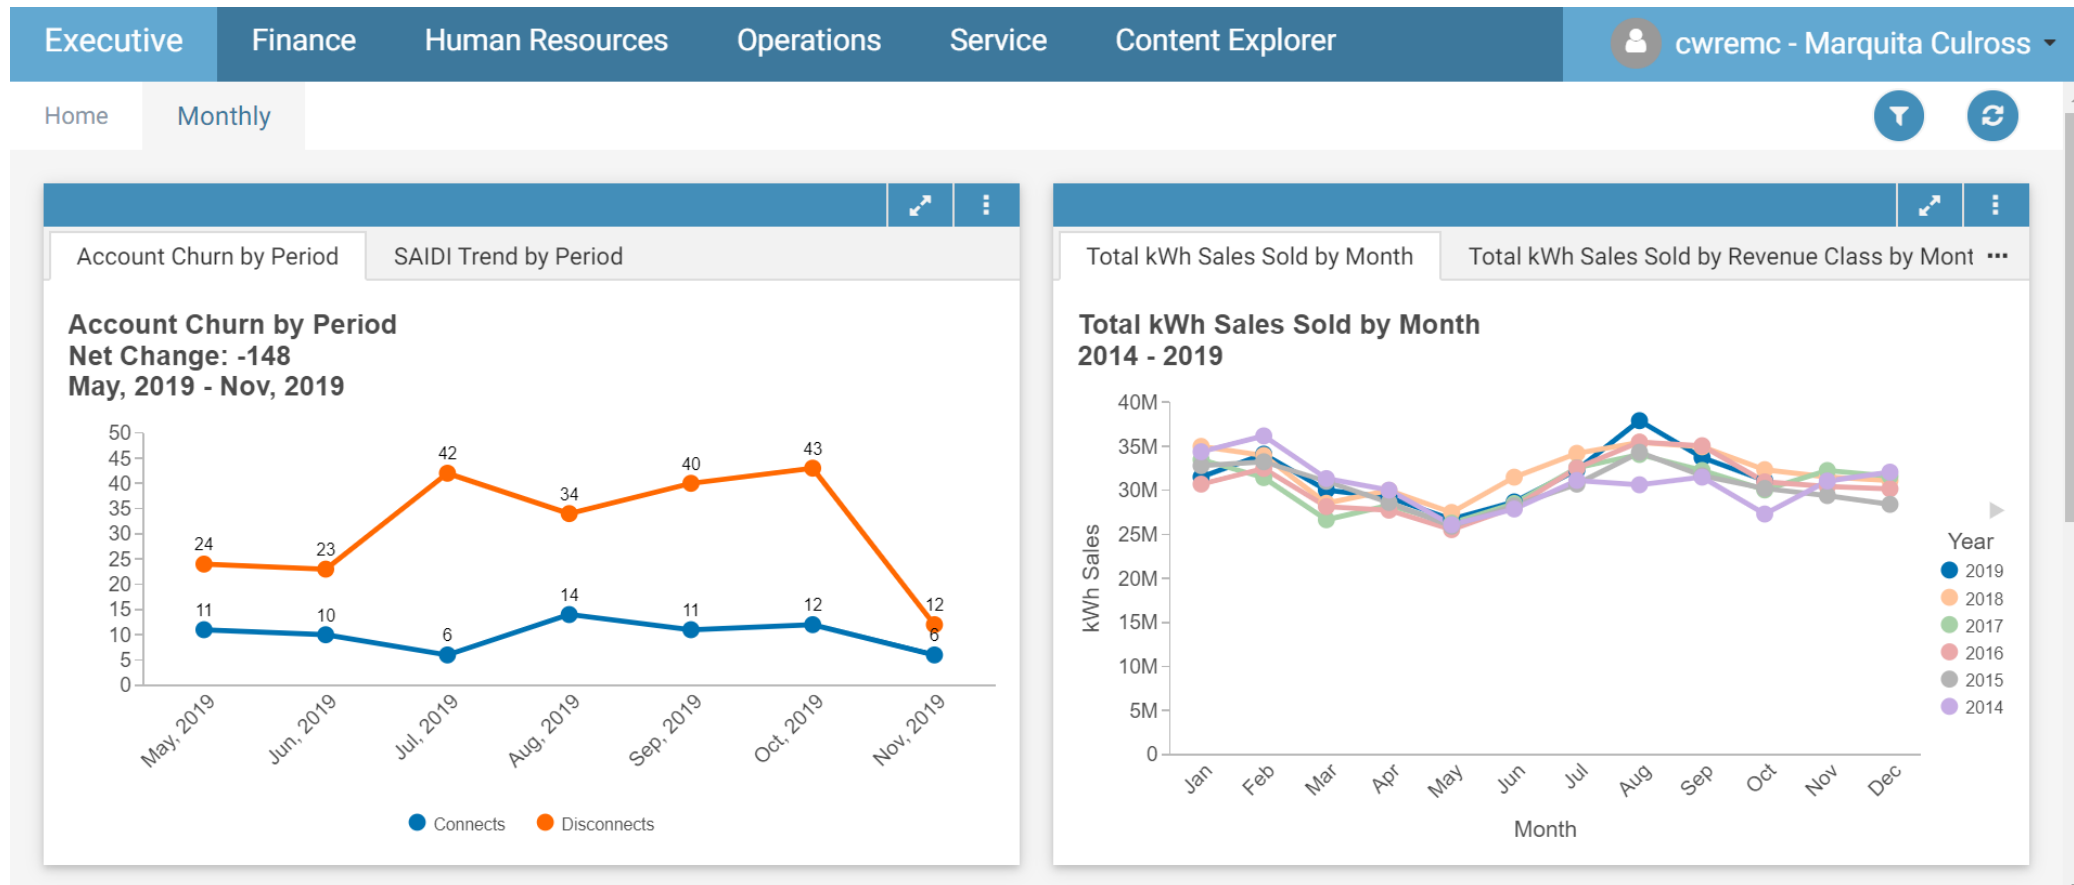 Executive Finance Human Resources Operations Service Content Explorer cwremc - Marquita Culross
Home Monthly
Account Churn by Period SAIDI Trend by Period
Account Churn by Period
Net Change: -148
May, 2019 - Nov, 2019
50
45
40
35
30
25
20
15
10
5
0
24 23 42 34 40 43 12
11 10 6 14 11 12 6
May, 2019 Jun, 2019 Jul, 2019 Aug, 2019 Sep, 2019 Oct, 2019 Nov, 2019
Connects Disconnects
Total kWh Sales Sold by Month Total kWh Sales Sold by Revenue Class by Mont ...
Total kWh Sales Sold by Month
2014 - 2019
40M
35M
30M
25M
20M
15M
10M
5M
0
kWh Sales
Jan Feb Mar Apr May Jun Jul Aug Sep Oct Nov Dec
Month
Year
2019
2018
2017
2016
2015
2014